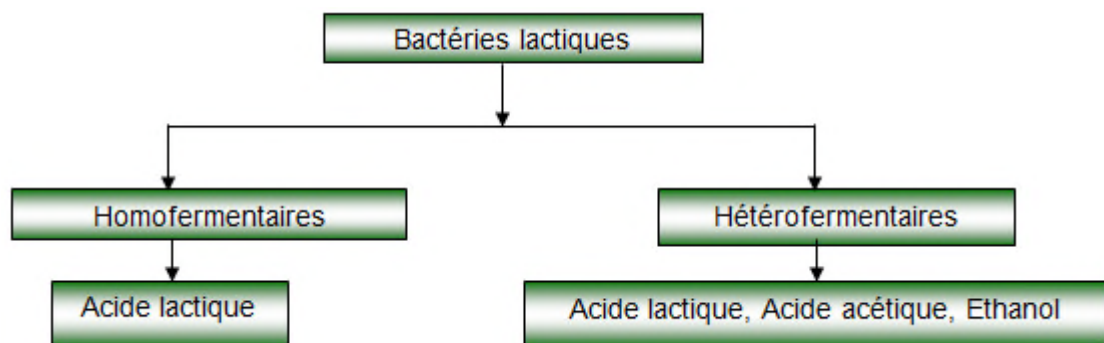 Bactéries lactiques
Homofermentaires
Hétérofermentaires
Acide lactique
Acide lactique, Acide acétique, Ethanol